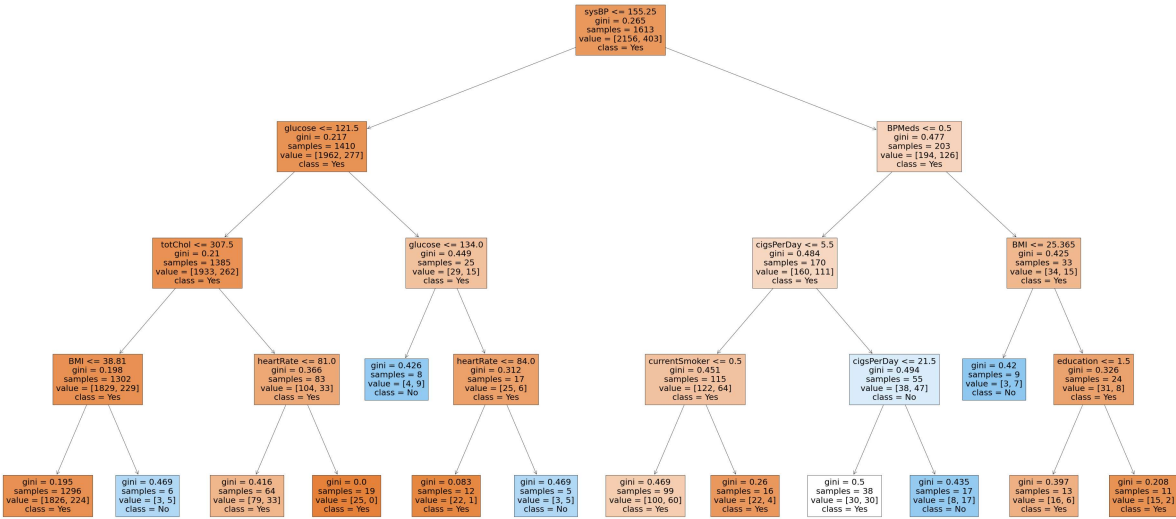 sysBP <= 155.25
gini = 0.265
samples = 1613
value = [2156, 403]
class = Yes
glucose <= 121.5
gini = 0.217
samples = 1410
value = [1962, 277]
class = Yes
BPMeds <= 0.5
gini = 0.477
samples = 203
value = [194, 126]
class = Yes
totChol <= 307.5
gini = 0.21
samples = 1385
value = [1933, 262]
class = Yes
glucose <= 134.0
gini = 0.449
samples = 25
value = [29, 15]
class = Yes
cigsPerDay <= 5.5
gini = 0.484
samples = 170
value = [160, 111]
class = Yes
BMI <= 25.365
gini = 0.425
samples = 33
value = [34, 15]
class = Yes
BMI <= 38.81
gini = 0.198
samples = 1302
value = [1829, 229]
class = Yes
heartRate <= 81.0
gini = 0.366
samples = 83
value = [104, 33]
class = Yes
gini = 0.426
samples = 8
value = [4, 9]
class = No
heartRate <= 84.0
gini = 0.312
samples = 17
value = [25, 6]
class = Yes
currentSmoker <= 0.5
gini = 0.451
samples = 115
value = [122, 64]
class = Yes
cigsPerDay <= 21.5
gini = 0.494
samples = 55
value = [38, 47]
class = No
gini = 0.42
samples = 9
value = [3, 7]
class = No
education <= 1.5
gini = 0.326
samples = 24
value = [31, 8]
class = Yes
gini = 0.195
samples = 1296
value = [1826, 224]
class = Yes
gini = 0.469
samples = 6
value = [3, 5]
class = No
gini = 0.416
samples = 64
value = [79, 33]
class = Yes
gini = 0.0
samples = 19
value = [25, 0]
class = Yes
gini = 0.083
samples = 12
value = [22, 1]
class = Yes
gini = 0.469
samples = 5
value = [3, 5]
class = No
gini = 0.469
samples = 99
value = [100, 60]
class = Yes
gini = 0.26
samples = 16
value = [22, 4]
class = Yes
gini = 0.5
samples = 38
value = [30, 30]
class = Yes
gini = 0.435
samples = 17
value = [8, 17]
class = No
gini = 0.397
samples = 13
value = [16, 6]
class = Yes
gini = 0.208
samples = 11
value = [15, 2]
class = Yes